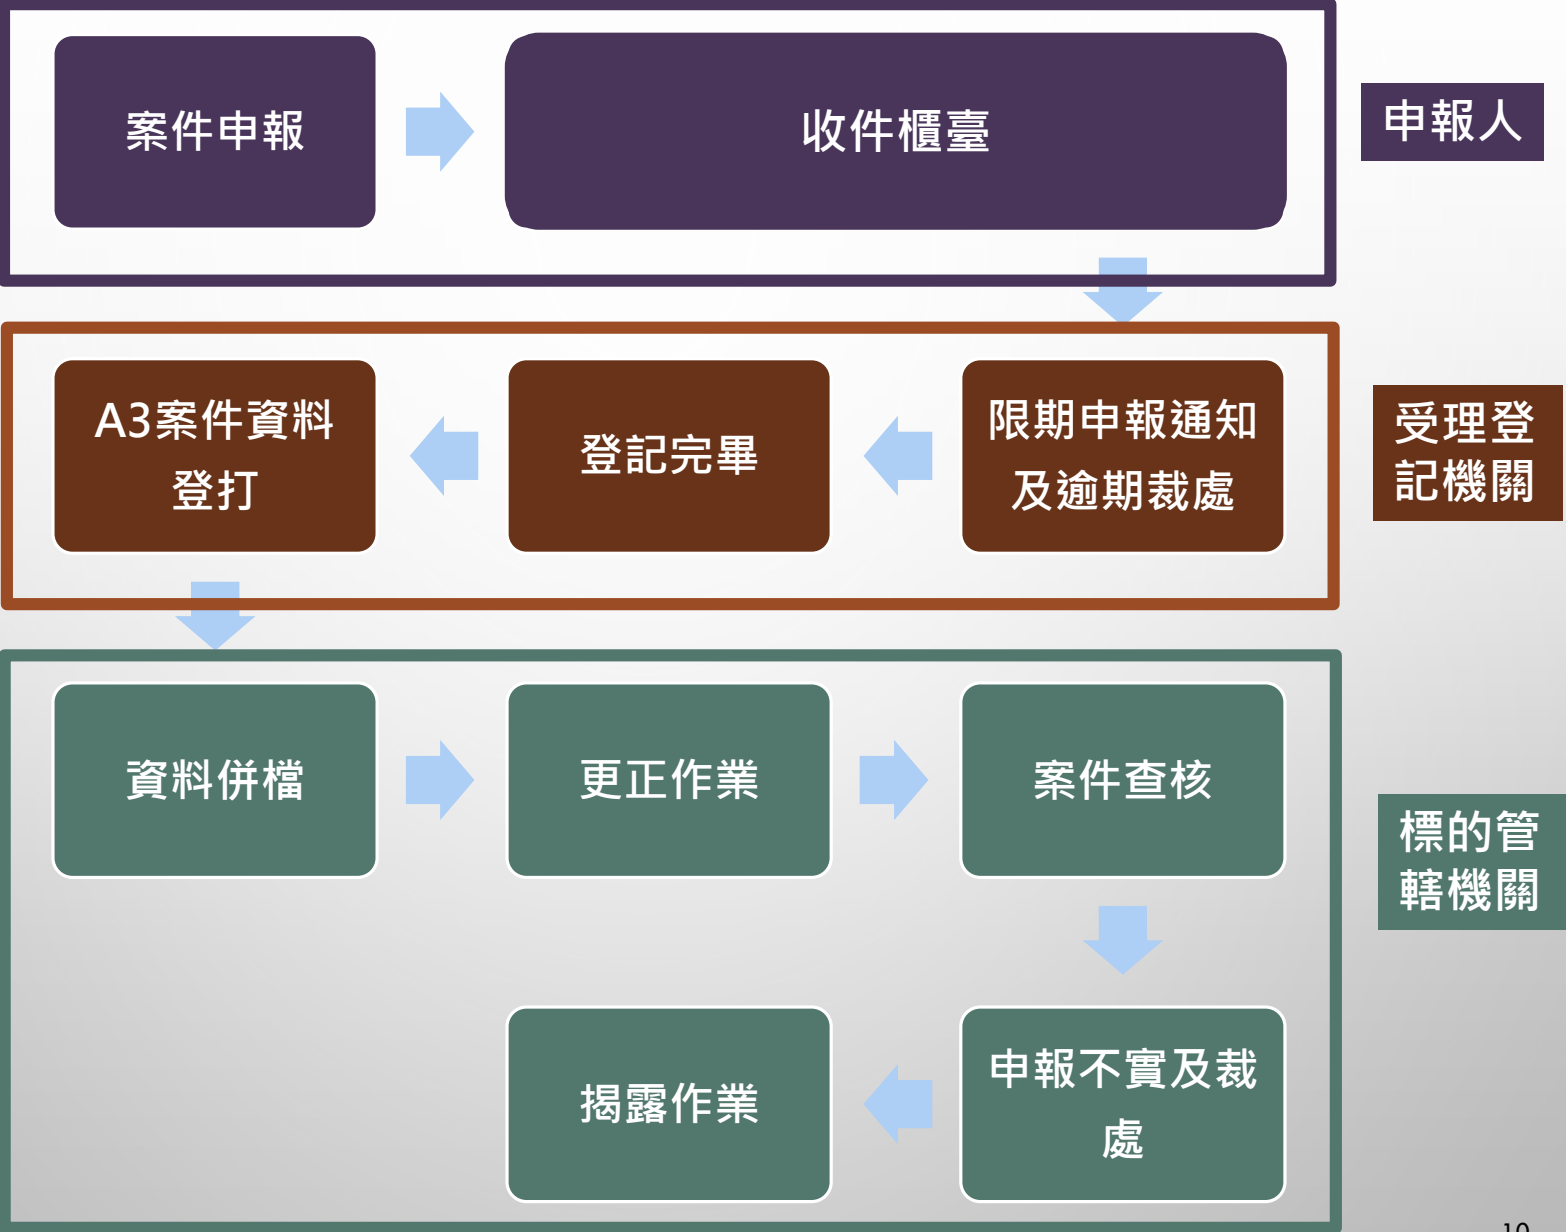 案件申報
收件櫃臺
申報人
限期申報通知
及逾期裁處
登記完畢
A3案件資料
登打
受理登
記機關
資料併檔
更正作業
案件查核
標的管
轄機關
申報不實及裁
處
揭露作業
10